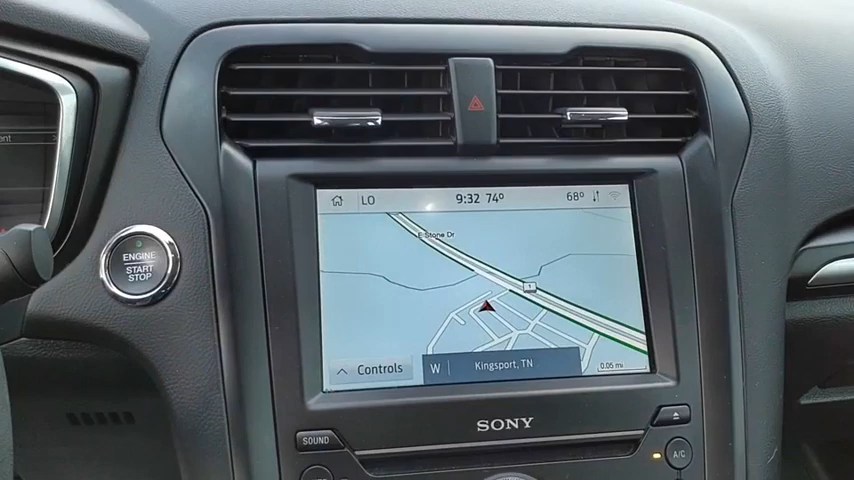 LO
9:32 74°
68°
E Stone Dr
1
ENGINE
START
STOP
Controls
W
Kingsport, TN
0.05 mi
SONY
SOUND
A/C